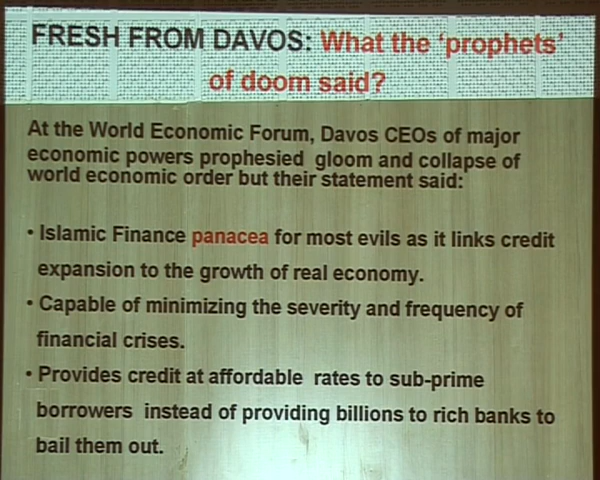 FRESH FROM DAVOS: What the ‘prophets’
of doom said?
At the World Economic Forum, Davos CEOs of major
economic powers prophesied gloom and collapse of
world economic order but their statement said:
• Islamic Finance panacea for most evils as it links credit
expansion to the growth of real economy.
• Capable of minimizing the severity and frequency of
financial crises.
• Provides credit at affordable rates to sub-prime
borrowers instead of providing billions to rich banks to
bail them out.